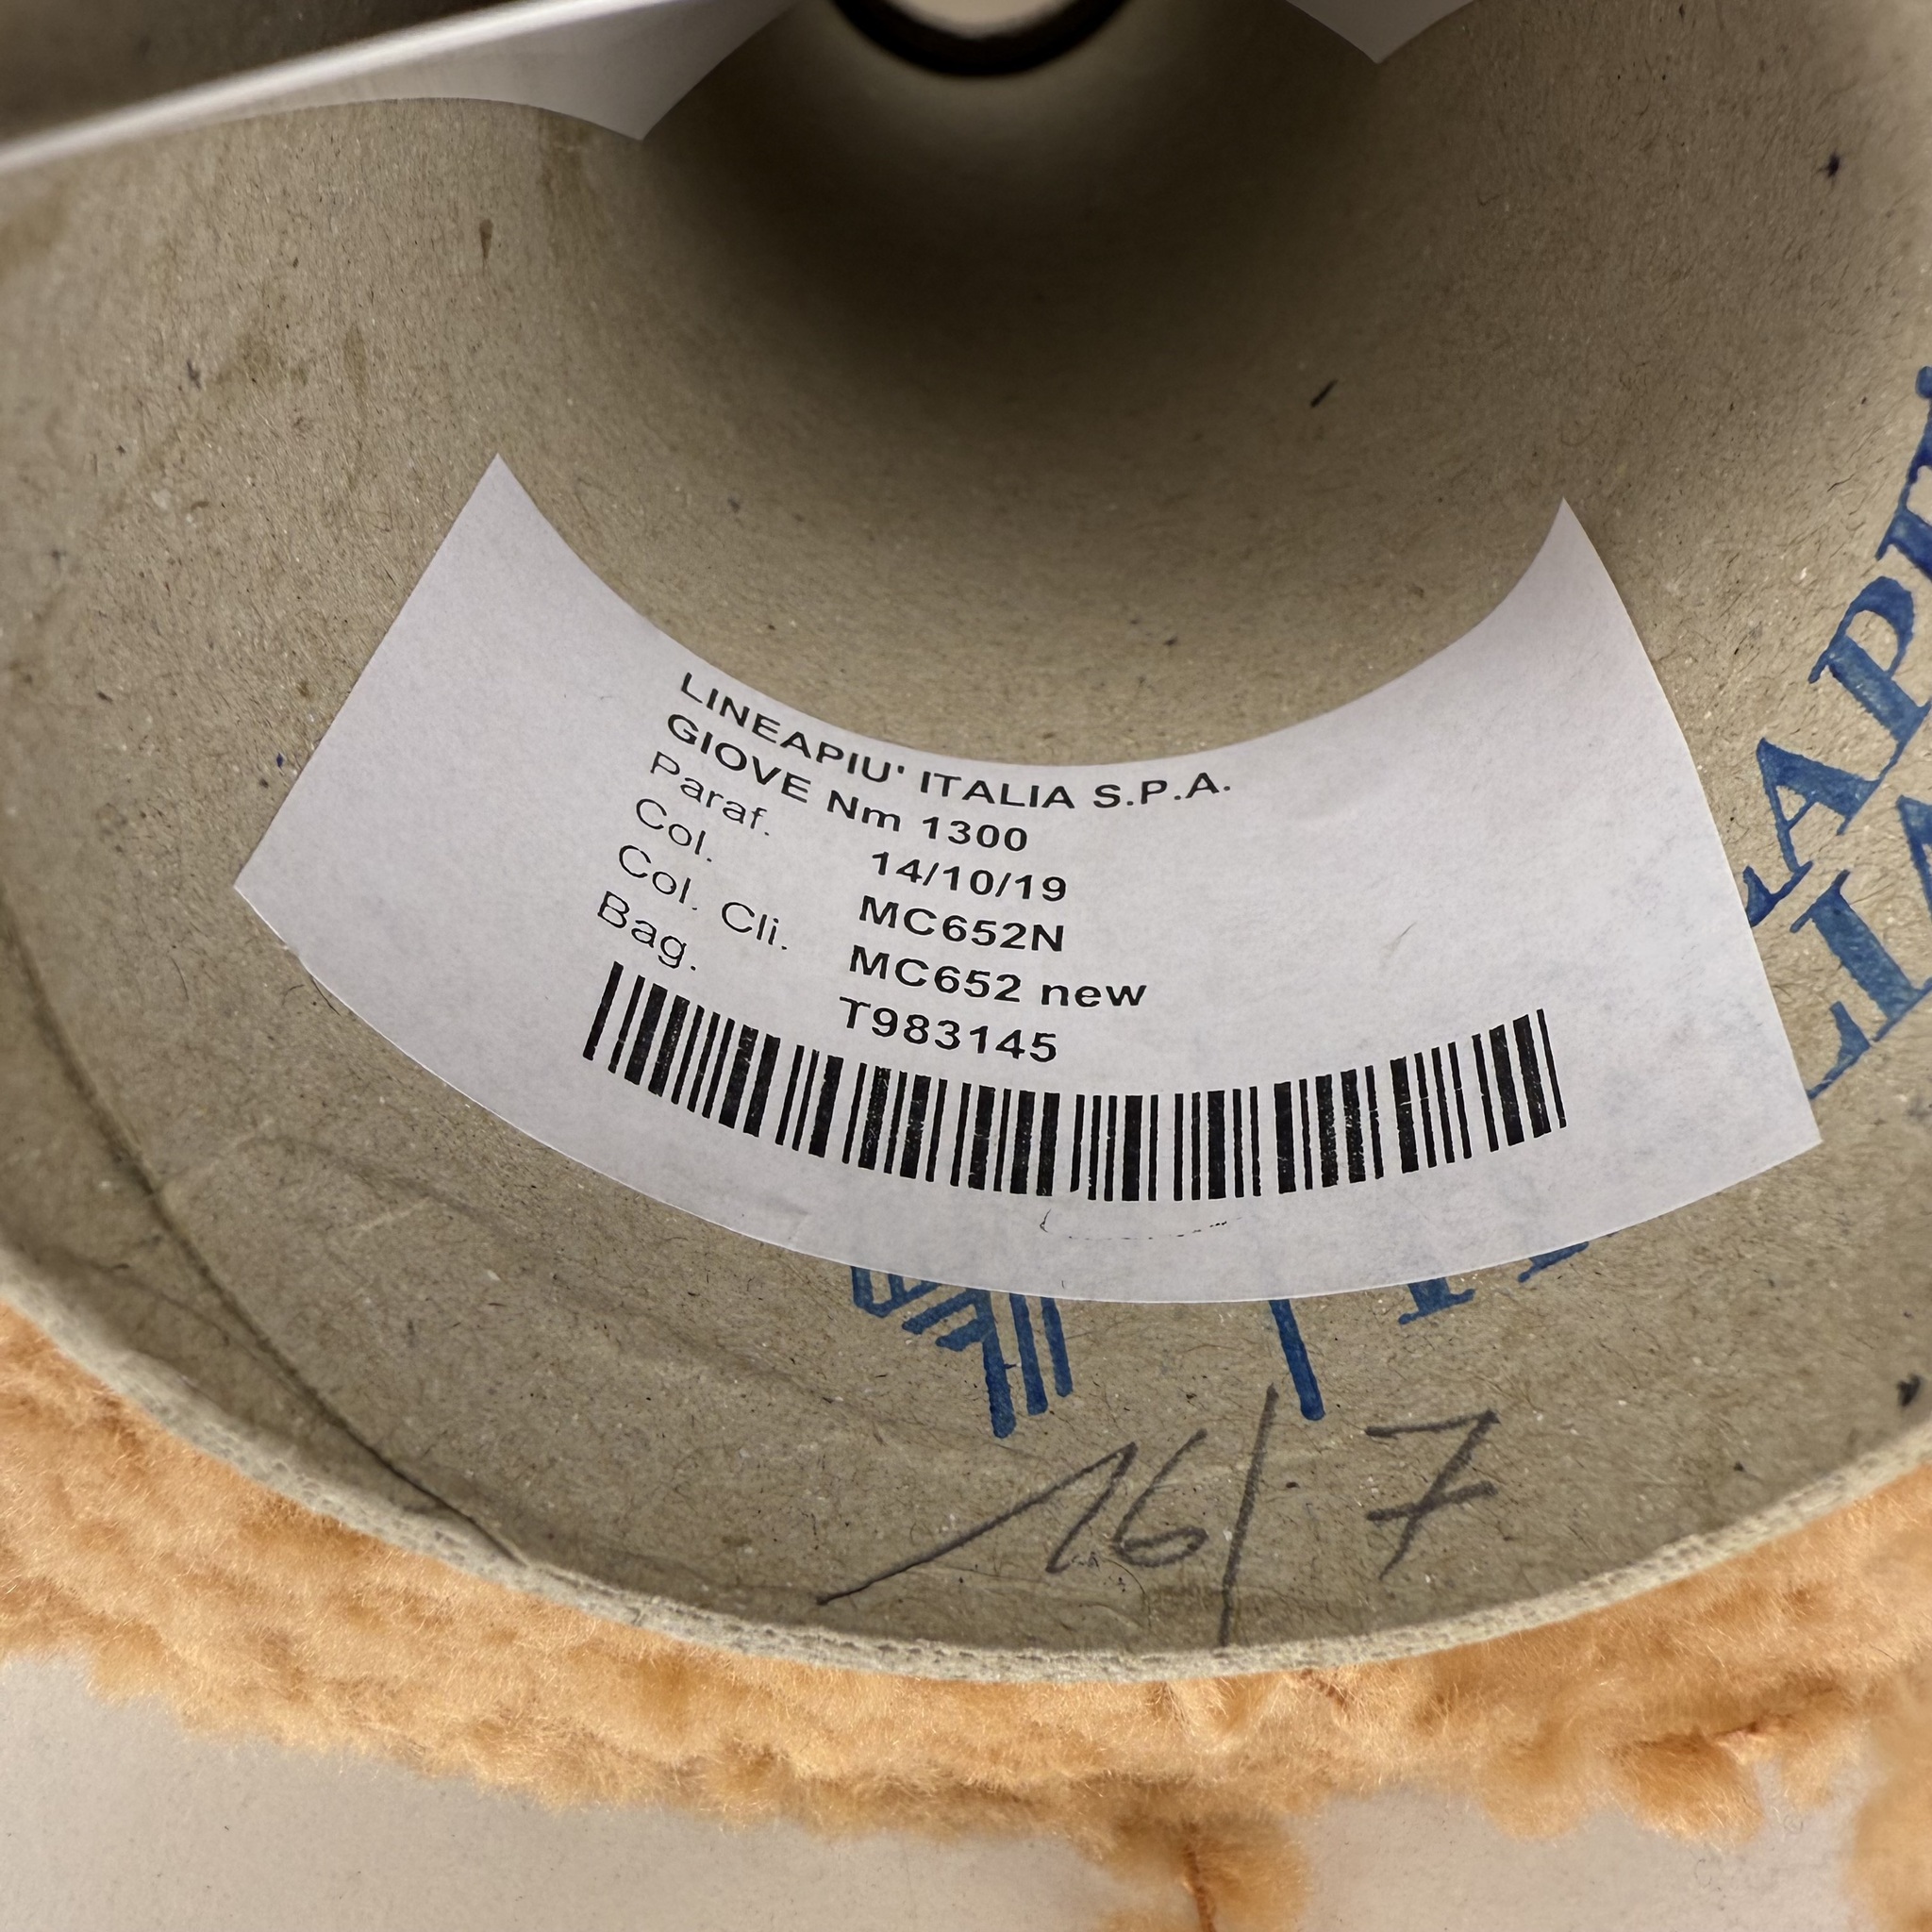 LINEAPIU' ITALIA S.P.A.
GIOVE Nm 1300
Paraf. 14/10/19
Col. MC652N
Col. Cli. MC652 new
Bag. T983145
16/7